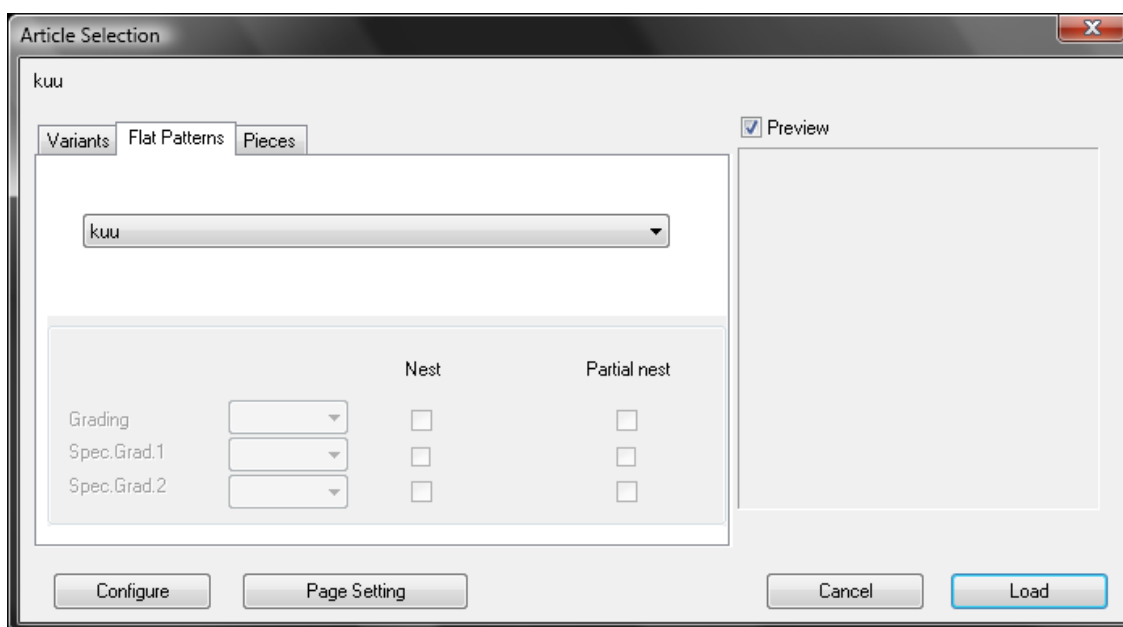 Article Selection
kuu
Variants Flat Patterns Pieces
Preview
kuu
Nest Partial nest
Grading
Spec.Grad.1
Spec.Grad.2
Configure Page Setting Cancel Load